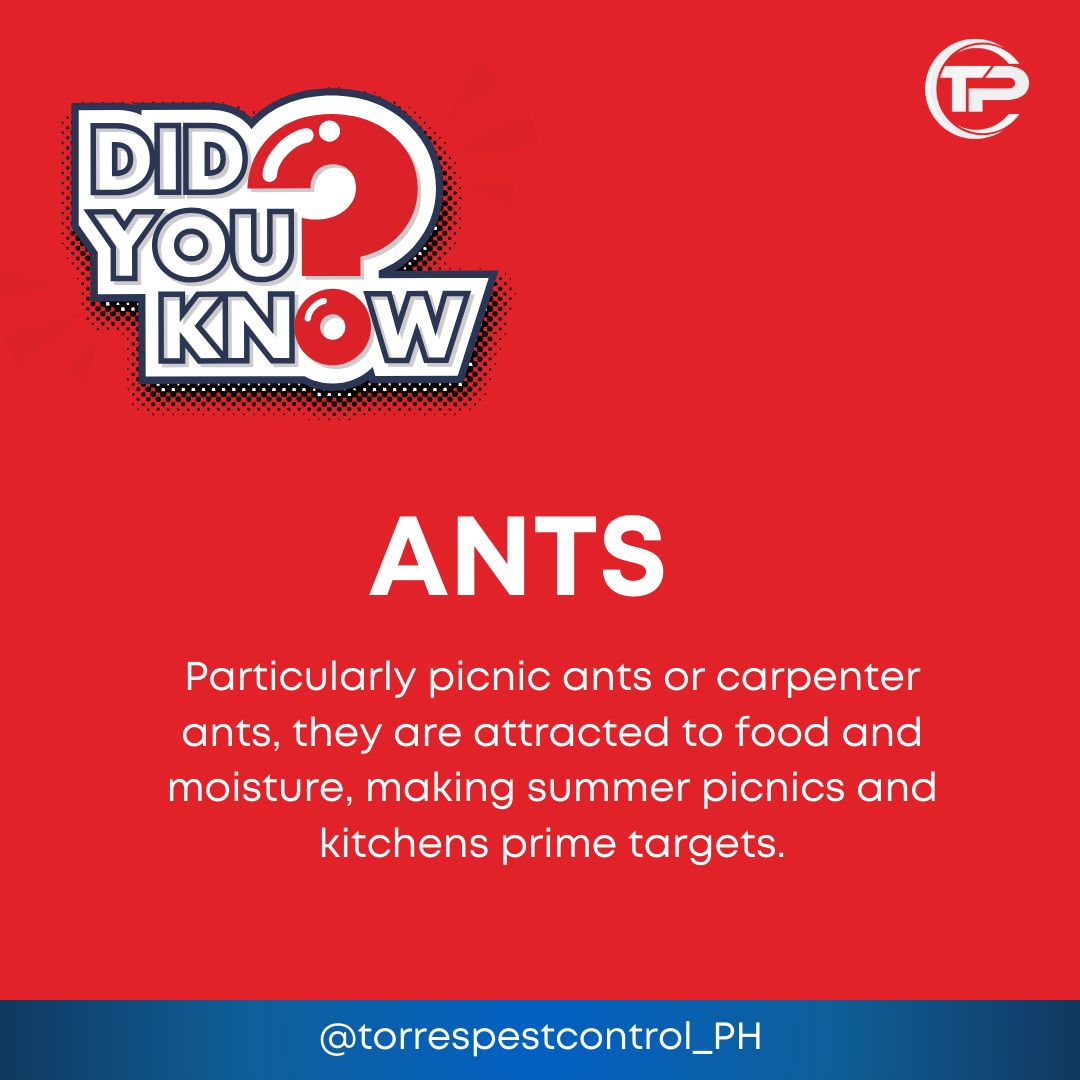 DID
YOU
KNOW
?
TP
ANTS
Particularly picnic ants or carpenter
ants, they are attracted to food and
moisture, making summer picnics and
kitchens prime targets.
@torrespestcontrol_PH